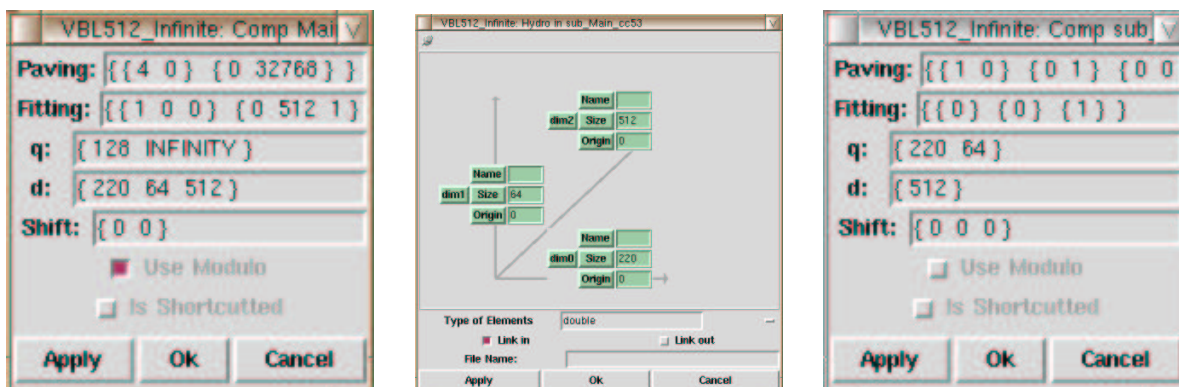 VBL512_Infinite: Comp Mai
Paving: {{4 0} {0 32768} }
Fitting: {{1 0 0} {0 512 1}
q: {128 INFINITY}
d: {220 64 512}
Shift: {0 0}
Use Modulo
Is Shortcutted
Apply Ok Cancel
VBL512_Infinite: Hydro in sub_Main_cc53
Name
dim2 Size 512
Origin 0
Name
dim1 Size 64
Origin 0
Name
dim0 Size 220
Origin 0
Type of Elements double
Link in Link out
File Name:
Apply Ok Cancel
VBL512_Infinite: Comp sub_
Paving: {{1 0} {0 1} {0 0
Fitting: {{0} {0} {1} }
q: {220 64}
d: {512}
Shift: {0 0 0}
Use Modulo
Is Shortcutted
Apply Ok Cancel